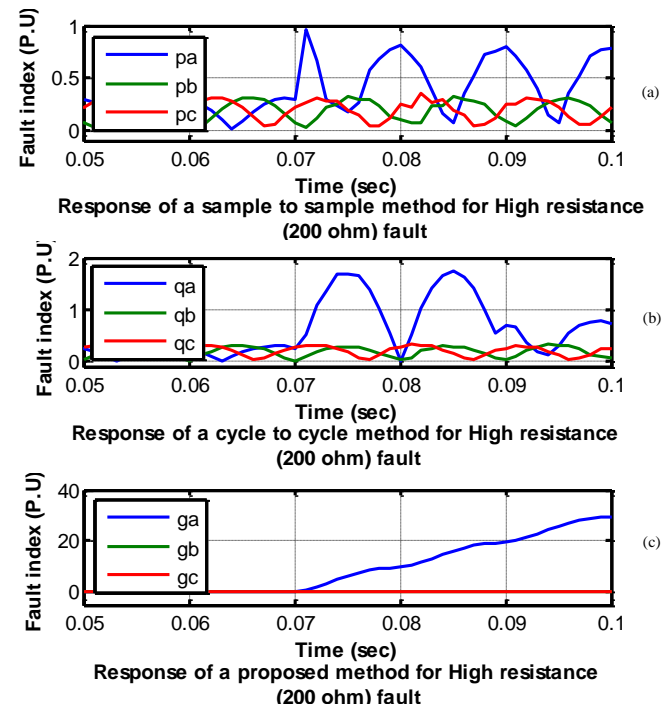 Fault index (P.U)
1
0.5
0
pa
pb
pc
(a)
0.05 0.06 0.07 0.08 0.09 0.1
Time (sec)
Response of a sample to sample method for High resistance
(200 ohm) fault
Fault index (P.U)
2
1
0
qa
qb
qc
(b)
0.05 0.06 0.07 0.08 0.09 0.1
Time (sec)
Response of a cycle to cycle method for High resistance
(200 ohm) fault
Fault index (P.U)
40
20
0
ga
gb
gc
(c)
0.05 0.06 0.07 0.08 0.09 0.1
Time (sec)
Response of a proposed method for High resistance
(200 ohm) fault